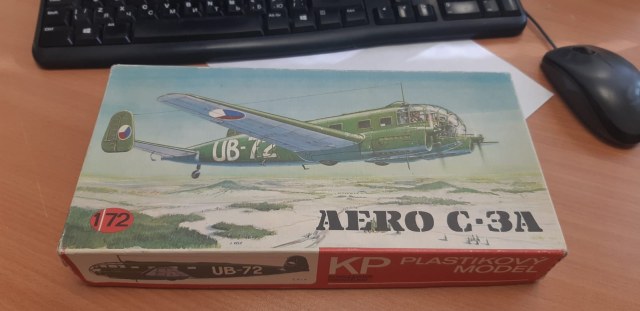 UB-72
1/72
AERO C-3A
UB-72
KP
PLASTIKOVÝ
MODEL